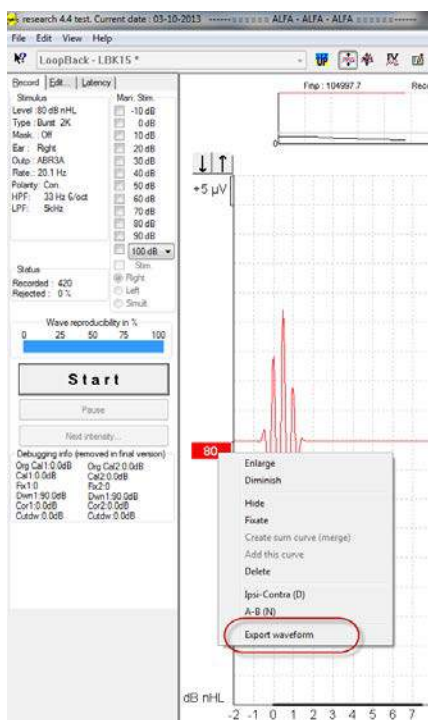 research 4.4 test. Current date : 03-10-2013 ------ ALFA - ALFA - ALFA ------
File Edit View Help
LoopBack - LBK15 *
Record Edit... Latency
Stimulus
Level :80 dB nHL
Type :Burst 2K
Mask. : Off
Ear : Right
Outp : ABR3A
Rate.: 20.1 Hz
Polarity Con.
HPF: 33 Hz 6/oct
LPF: 5kHz
Man. Stim.
-10 dB
0 dB
10 dB
20 dB
30 dB
40 dB
50 dB
60 dB
70 dB
80 dB
90 dB
100 dB
Stim
Right
Left
Simult.
Status
Recorded : 420
Rejected : 0 %
Wave reproducibility in %
0 25 50 75 100
Start
Pause
Next intensity...
Debugging info (removed in final version)
Org Cal1:0.0dB Org Cal2:0.0dB
Cal1:0.0dB Cal2:0.0dB
Fix1:0 Fix2:0
Dwn1:90.0dB Dwn1:90.0dB
Cor1:0.0dB Cor2:0.0dB
Cutdw :0.0dB Cutdw :0.0dB
Fmp : 104997.7
Reco
0
+5 µV
80
Enlarge
Diminish
Hide
Fixate
Create sum curve (merge)
Add this curve
Delete
Ipsi-Contra (D)
A-B (N)
Export waveform
dB nHL
-2 -1 0 1 2 3 4 5 6 7